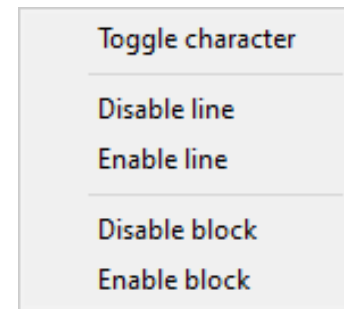 Toggle character
Disable line
Enable line
Disable block
Enable block